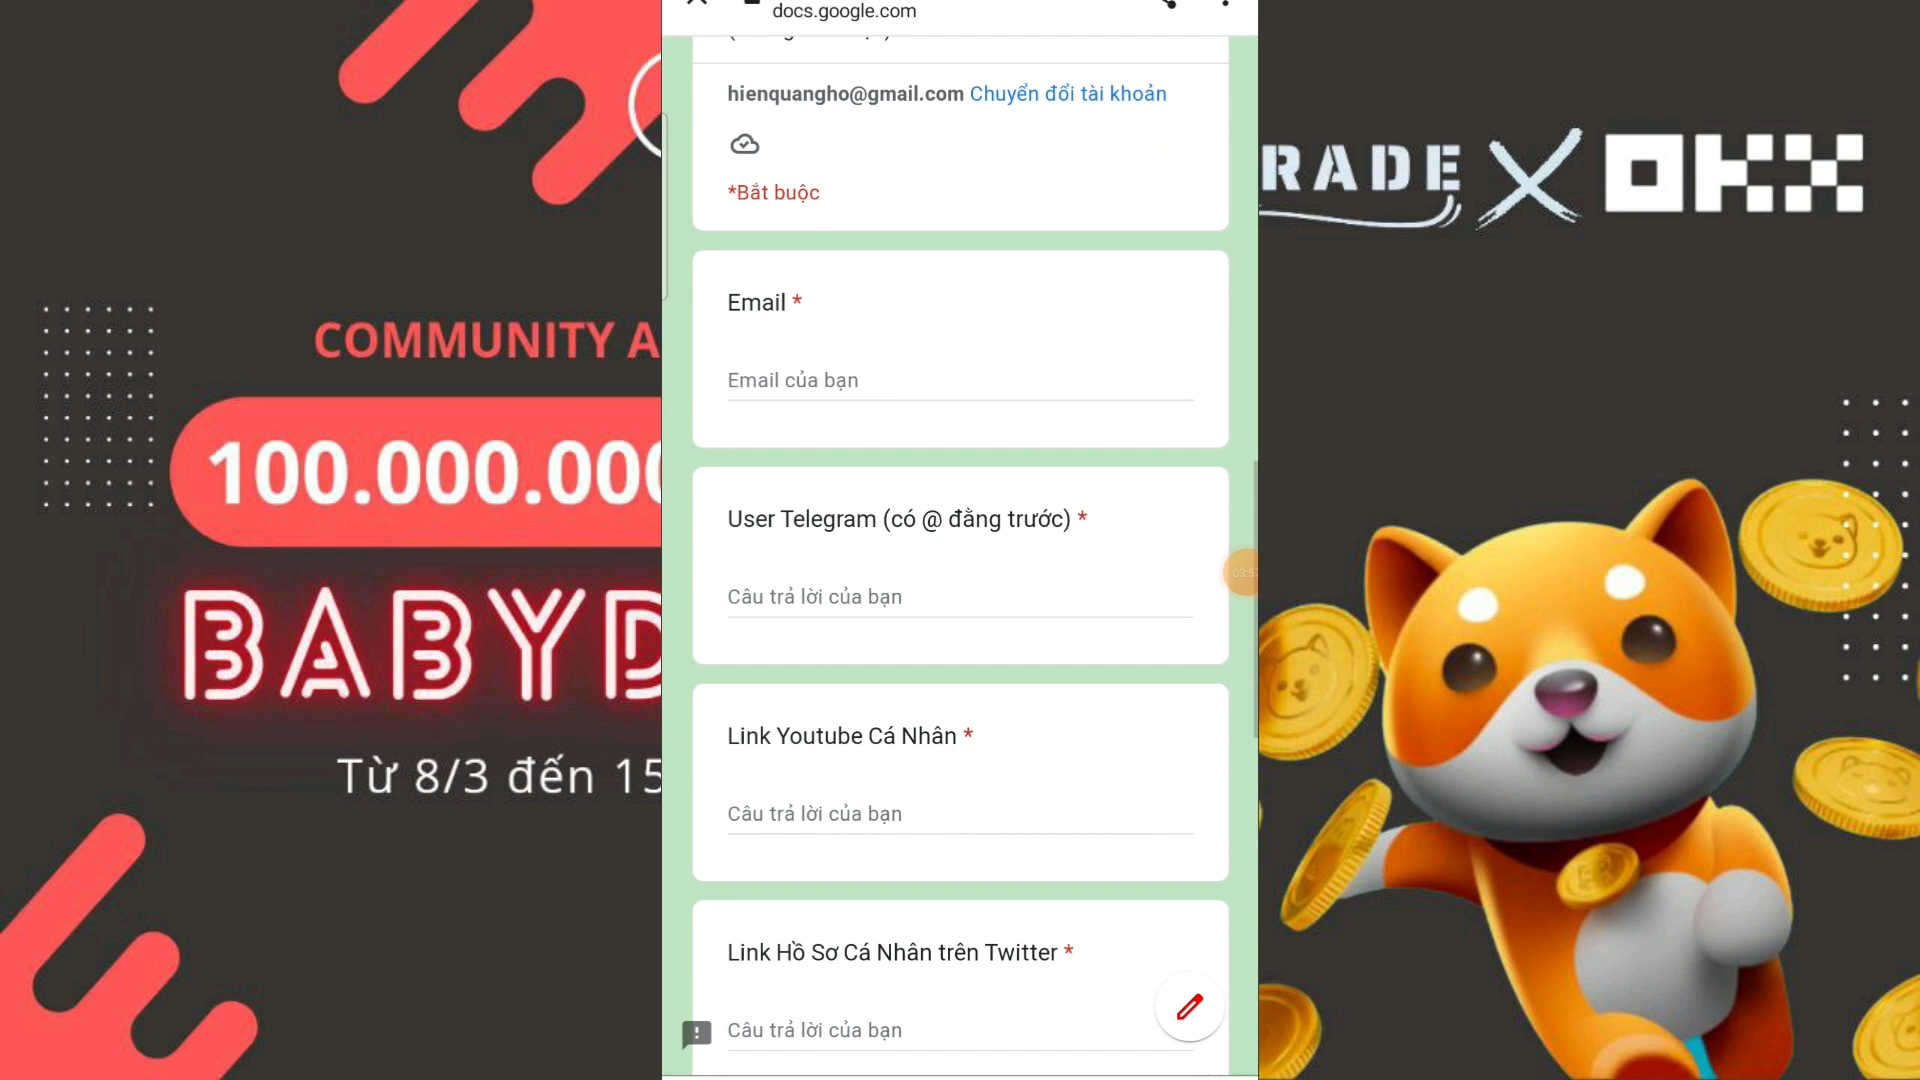 docs.google.com
hienquangho@gmail.com Chuyển đổi tài khoản
*Bắt buộc
Email *
Email của bạn
User Telegram (có @ đằng trước) *
Câu trả lời của bạn
Link Youtube Cá Nhân *
Câu trả lời của bạn
Link Hồ Sơ Cá Nhân trên Twitter *
Câu trả lời của bạn
COMMUNITY A
100.000.000
BABYD
Từ 8/3 đến 15
RADE X OKX
03:57